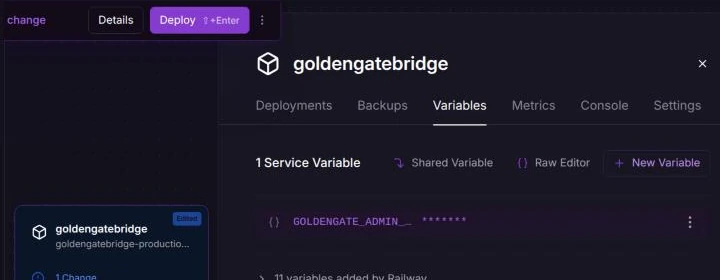 change
Details
Deploy ⇧+Enter
goldengatebridge
Deployments
Backups
Variables
Metrics
Console
Settings
1 Service Variable
Shared Variable
{} Raw Editor
+ New Variable
{} GOLDENGATE_ADMIN_… *******
Edited
goldengatebridge
goldengatebridge-productio...
1 Change
11 variables added by Railway